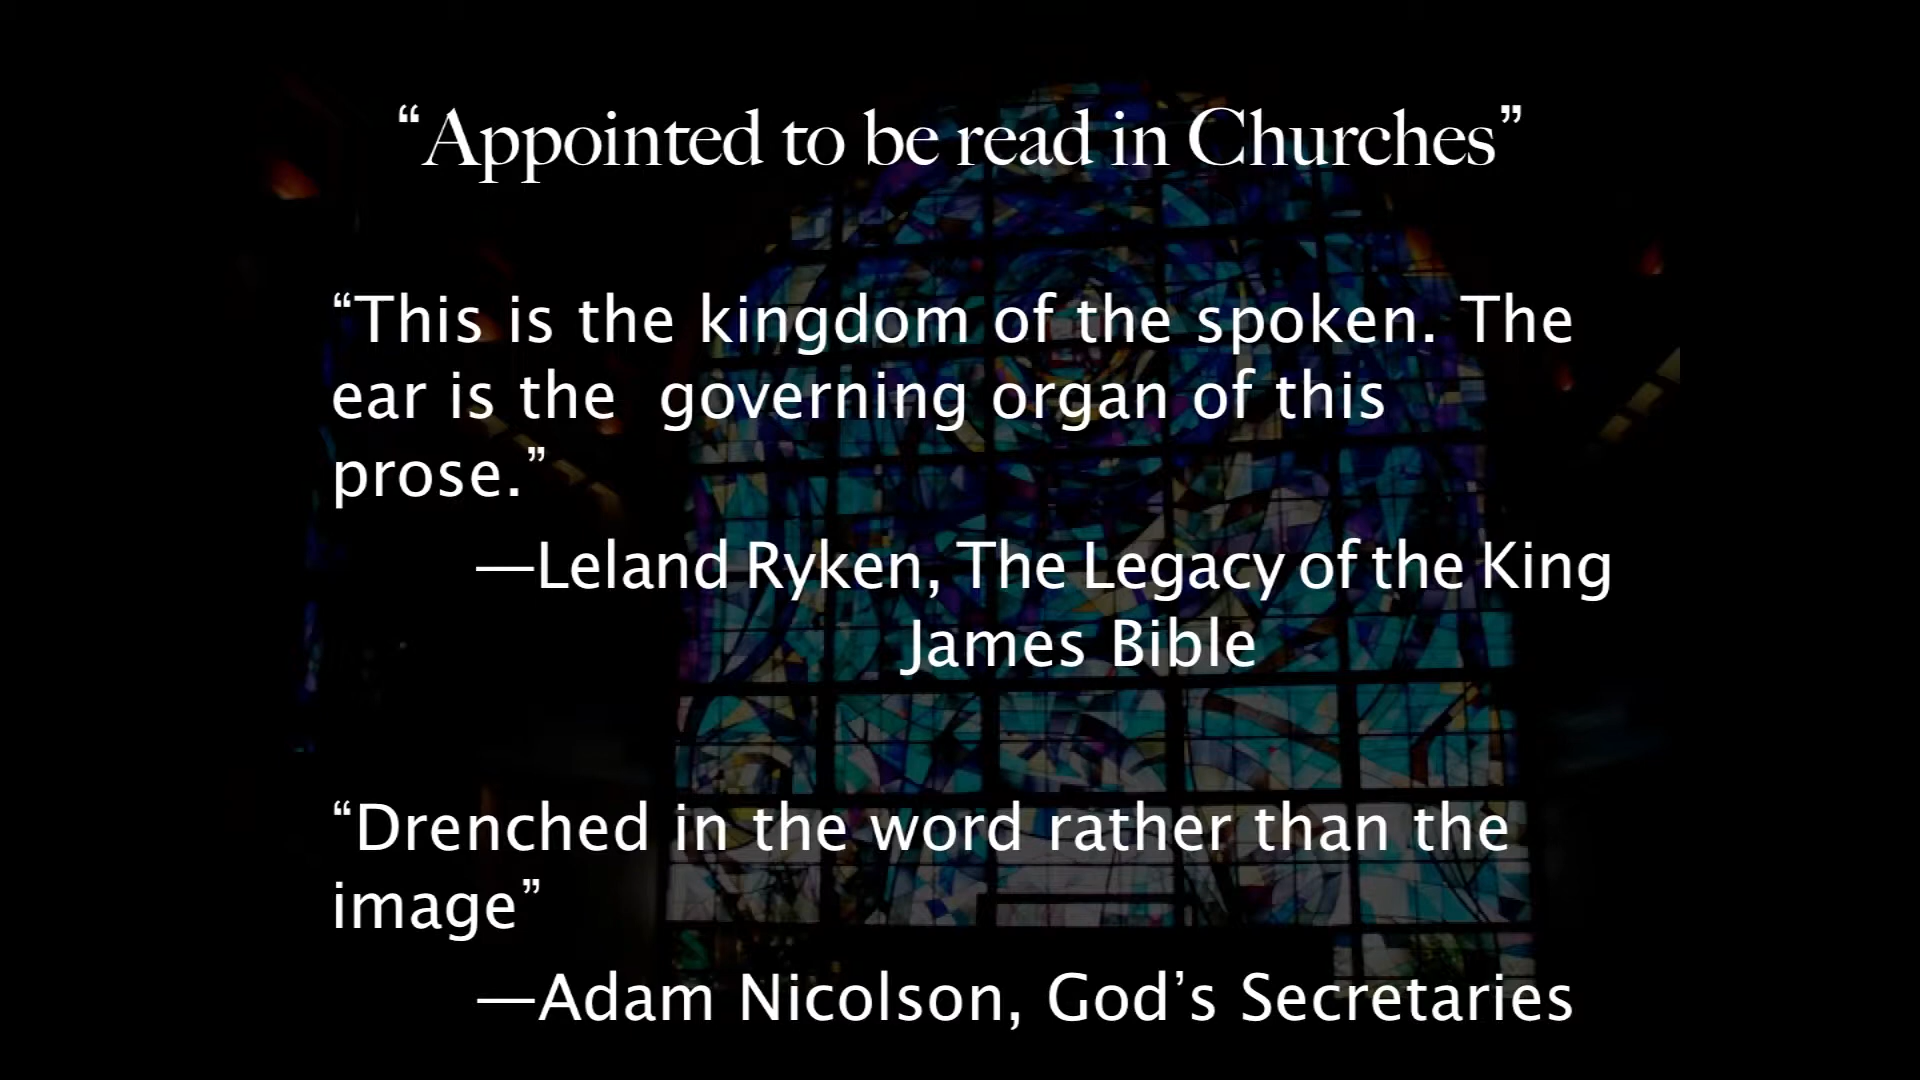 “Appointed to be read in Churches”
“This is the kingdom of the spoken. The
ear is the  governing organ of this
prose.”
—Leland Ryken, The Legacy of the King
James Bible
“Drenched in the word rather than the
image”
—Adam Nicolson, God’s Secretaries